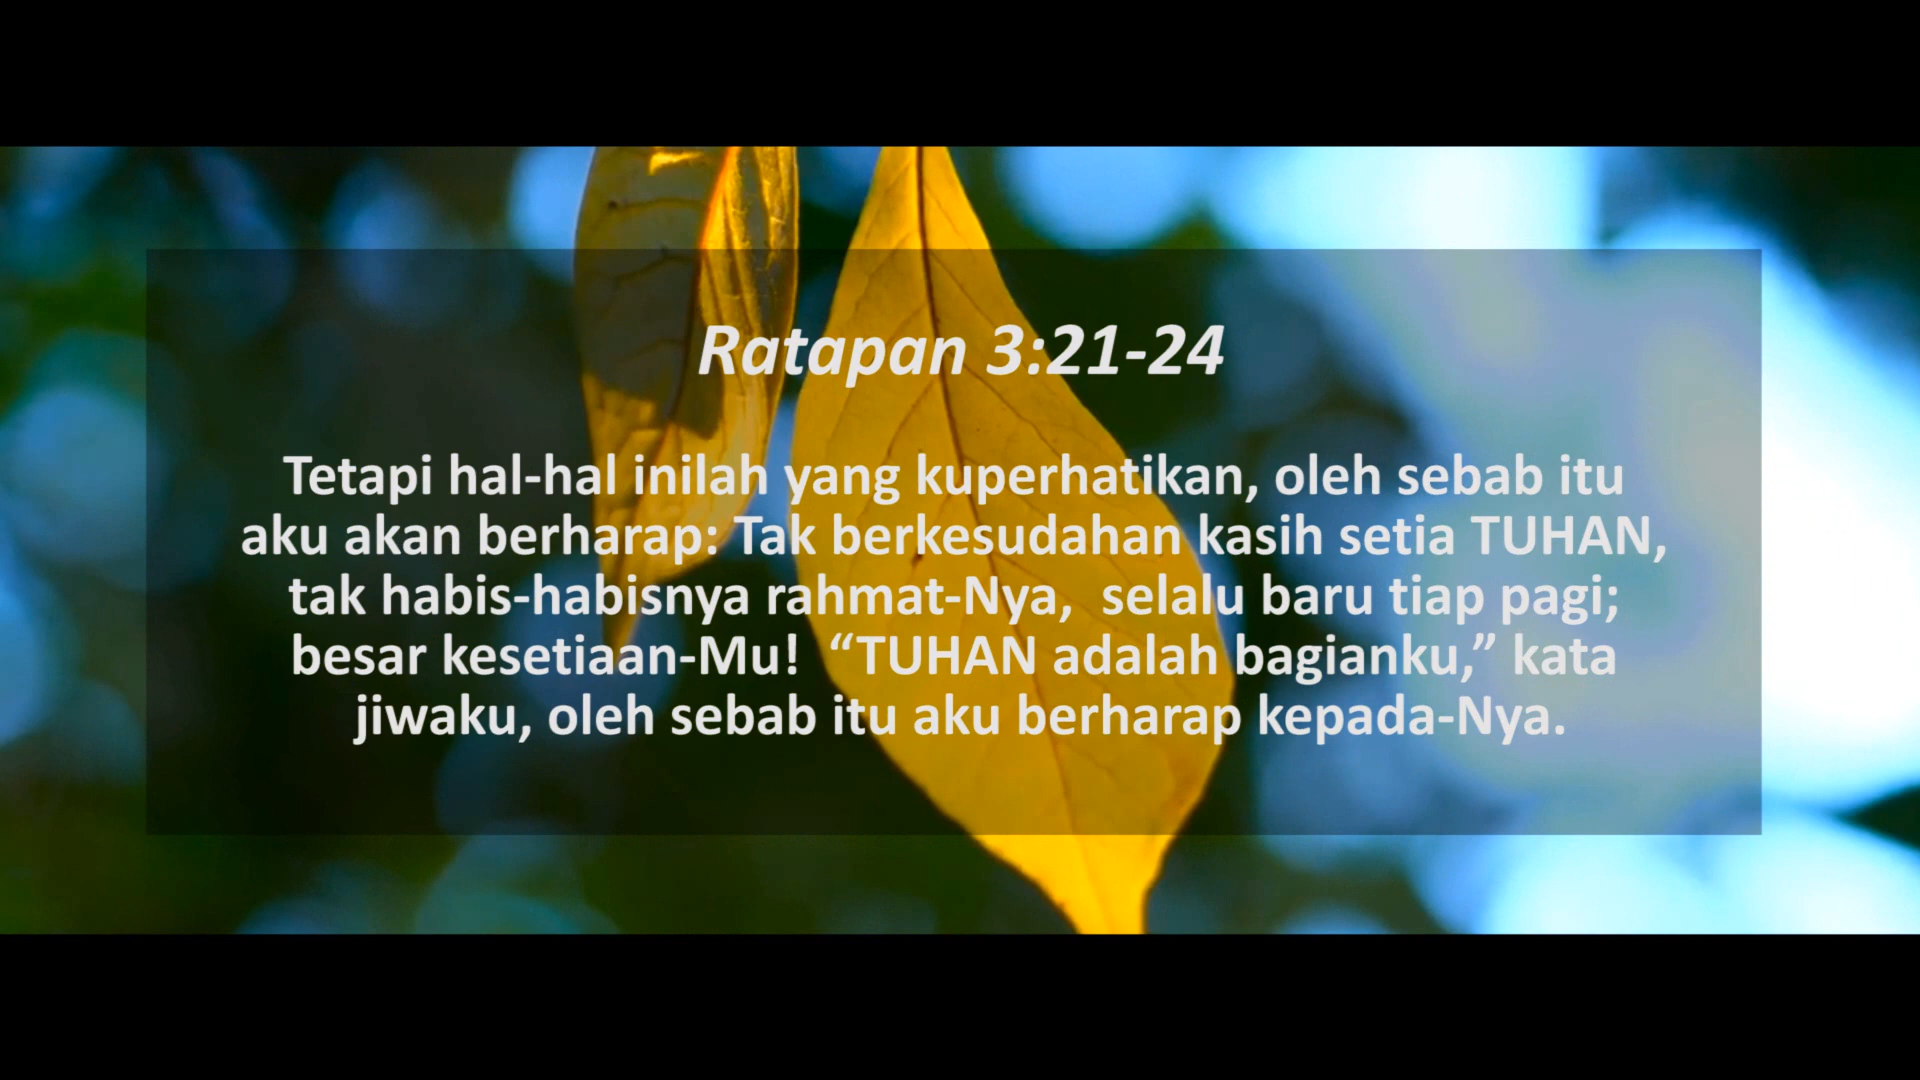 Ratapan 3:21-24
Tetapi hal-hal inilah yang kuperhatikan, oleh sebab itu
aku akan berharap: Tak berkesudahan kasih setia TUHAN,
tak habis-habisnya rahmat-Nya,  selalu baru tiap pagi;
besar kesetiaan-Mu!  “TUHAN adalah bagianku,” kata
jiwaku, oleh sebab itu aku berharap kepada-Nya.